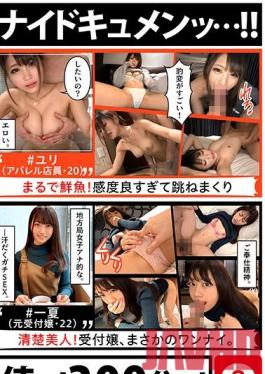 ナイドキュメンッ…!!
したいの?
豹変がすごい!
エロい。
#ユリ
(アパレル店員・20)
まるで鮮魚!感度良すぎて跳ねまくり
地方局女子アナ的な。
―汗だくガチSEX。
ご奉仕精神。
#一夏
(元受付嬢・22)
清楚美人!受付嬢、まさかのワンナイ。